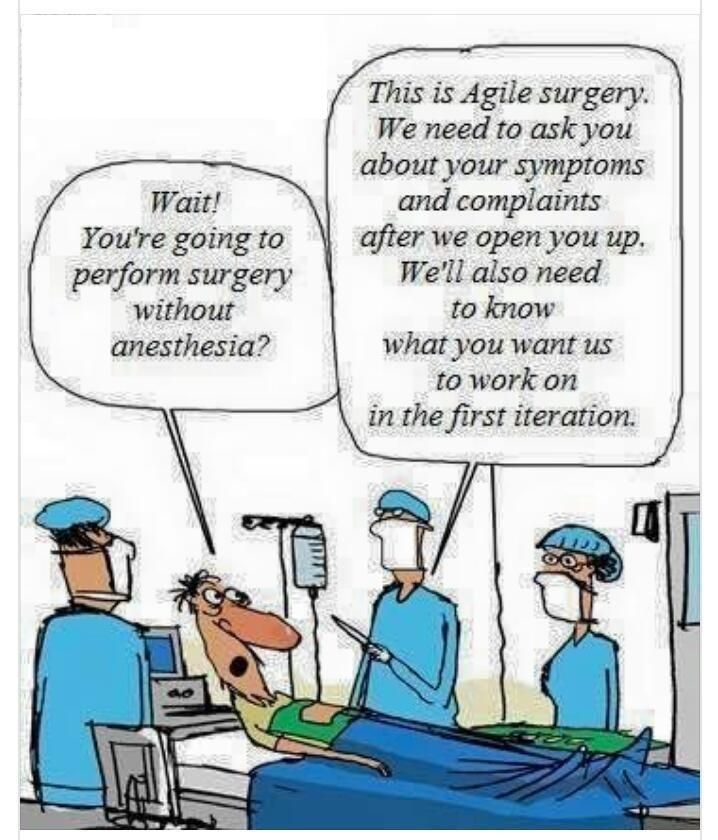 Wait!
You're going to
perform surgery
without
anesthesia?
This is Agile surgery.
We need to ask you
about your symptoms
and complaints
after we open you up.
We'll also need
to know
what you want us
to work on
in the first iteration.